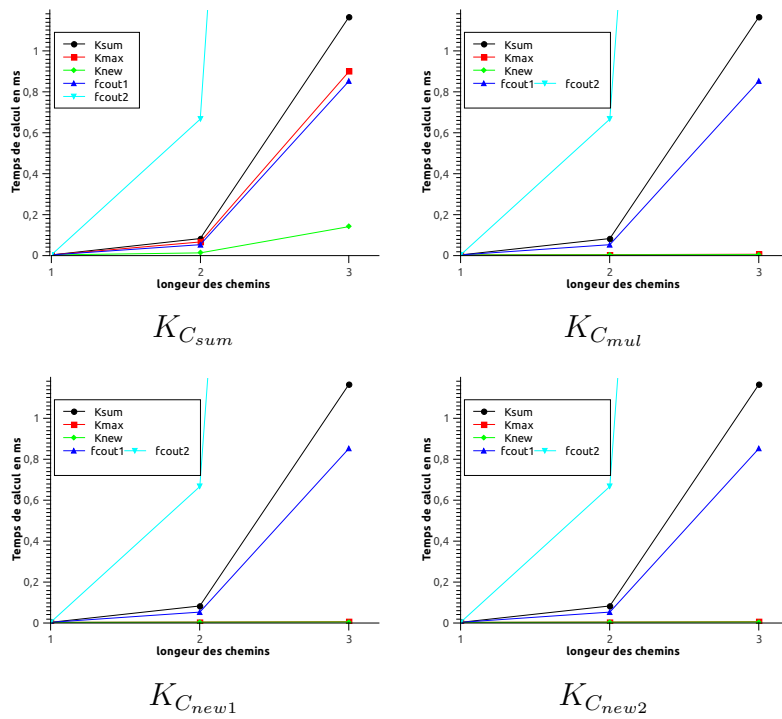 Temps de calcul en ms
1
0,8
0,6
0,4
0,2
0
Ksum
Kmax
Knew
fcout1
fcout2
1 2 3
longeur des chemins
K_{C_{sum}}
Temps de calcul en ms
1
0,8
0,6
0,4
0,2
0
Ksum
Kmax
Knew
fcout1 fcout2
1 2 3
longeur des chemins
K_{C_{mul}}
Temps de calcul en ms
1
0,8
0,6
0,4
0,2
0
Ksum
Kmax
Knew
fcout1 fcout2
1 2 3
longeur des chemins
K_{C_{new1}}
Temps de calcul en ms
1
0,8
0,6
0,4
0,2
0
Ksum
Kmax
Knew
fcout1 fcout2
1 2 3
longeur des chemins
K_{C_{new2}}